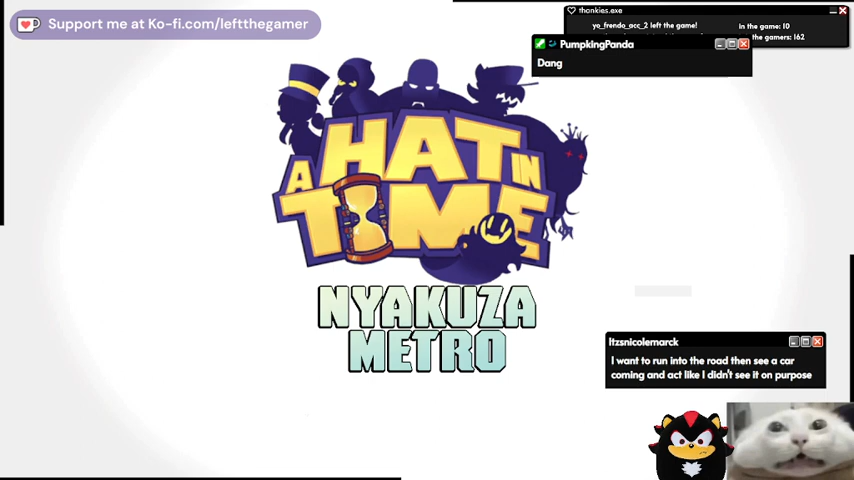 Support me at Ko-fi.com/leftthegamer
thankies.exe
yo_frendo_acc_2 left the game!
in the game: 10
the gamers: 162
PumpkingPanda
Dang
A HAT IN TIME
NYAKUZA
METRO
Itzsnicolemarck
I want to run into the road then see a car
coming and act like I didn't see it on purpose